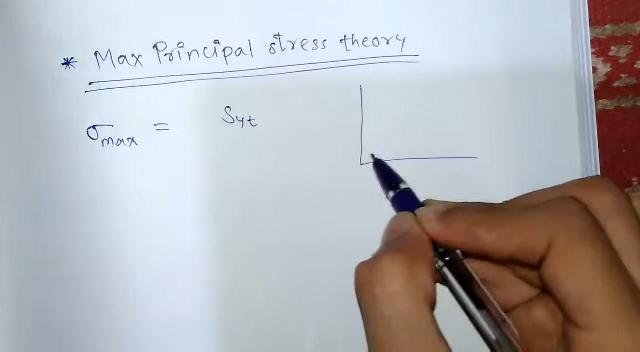 * Max Principal stress theory
σmax = Syt